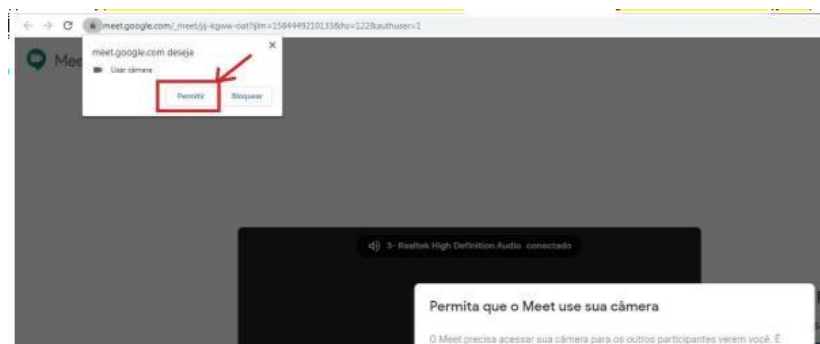 meet.google.com/_meet/jij-kgww-oat?ijlm=1584449210133&hs=122&authuser=1
meet.google.com deseja
×
Usar câmera
Permitir Bloquear
Mee
3- Realtek High Definition Audio conectado
Permita que o Meet use sua câmera
O Meet precisa acessar sua câmera para os outros participantes verem você. É